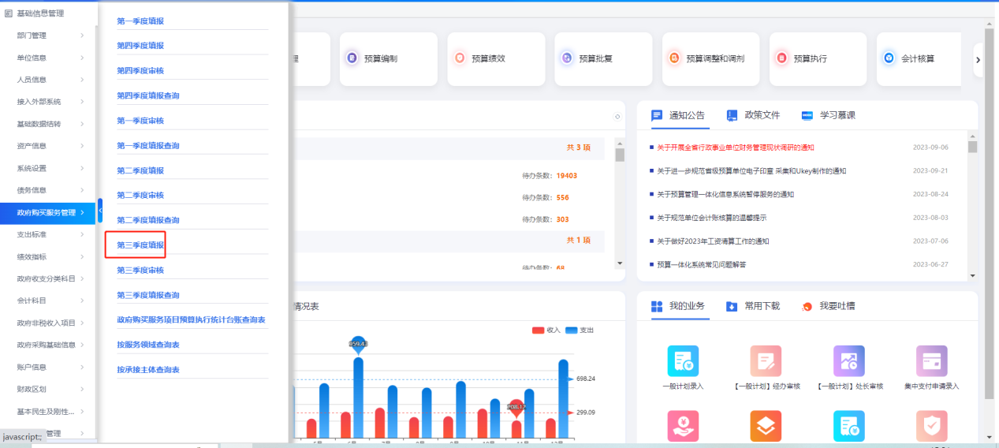 基础信息管理
部门管理
单位信息
人员信息
接入外部系统
基础数据结转
资产信息
系统设置
债务信息
政府购买服务管理
支出标准
绩效指标
政府收支分类科目
会计科目
政府非税收入项目
政府采购基础信息
账户信息
财政区划
基本民生及刚性...
管理
javascript:;
第一季度填报
第四季度填报
第四季度审核
第四季度填报查询
第一季度审核
第一季度填报查询
第二季度填报
第二季度审核
第二季度填报查询
第三季度填报
第三季度审核
第三季度填报查询
政府购买服务项目预算执行统计台账查询表
按服务领域查询表
按承接主体查询表
预算编制
预算绩效
预算批复
预算调整和调剂
预算执行
会计核算
共 3 项
待办条数: 19403
待办条数: 556
待办条数: 303
共 1 项
待办条数: 68
通知公告
政策文件
学习慕课
关于开展全省行政事业单位财务管理现状调研的通知 2023-09-06
关于进一步规范省级预算单位电子印章 采集和Ukey制作的通知 2023-09-21
关于预算管理一体化信息系统暂停服务的通知 2023-08-24
关于规范单位会计账核算的温馨提示 2023-08-03
关于做好2023年工资清算工作的通知 2023-07-06
预算一体化系统常见问题解答 2023-06-27
情况表
收入
支出
959.43
208.15
698.24
299.09
5月 6月 7月 8月 9月 10月 11月 12月
我的业务
常用下载
我要吐槽
一般计划录入
【一般计划】经办审核
【一般计划】处长审核
集中支付申请录入